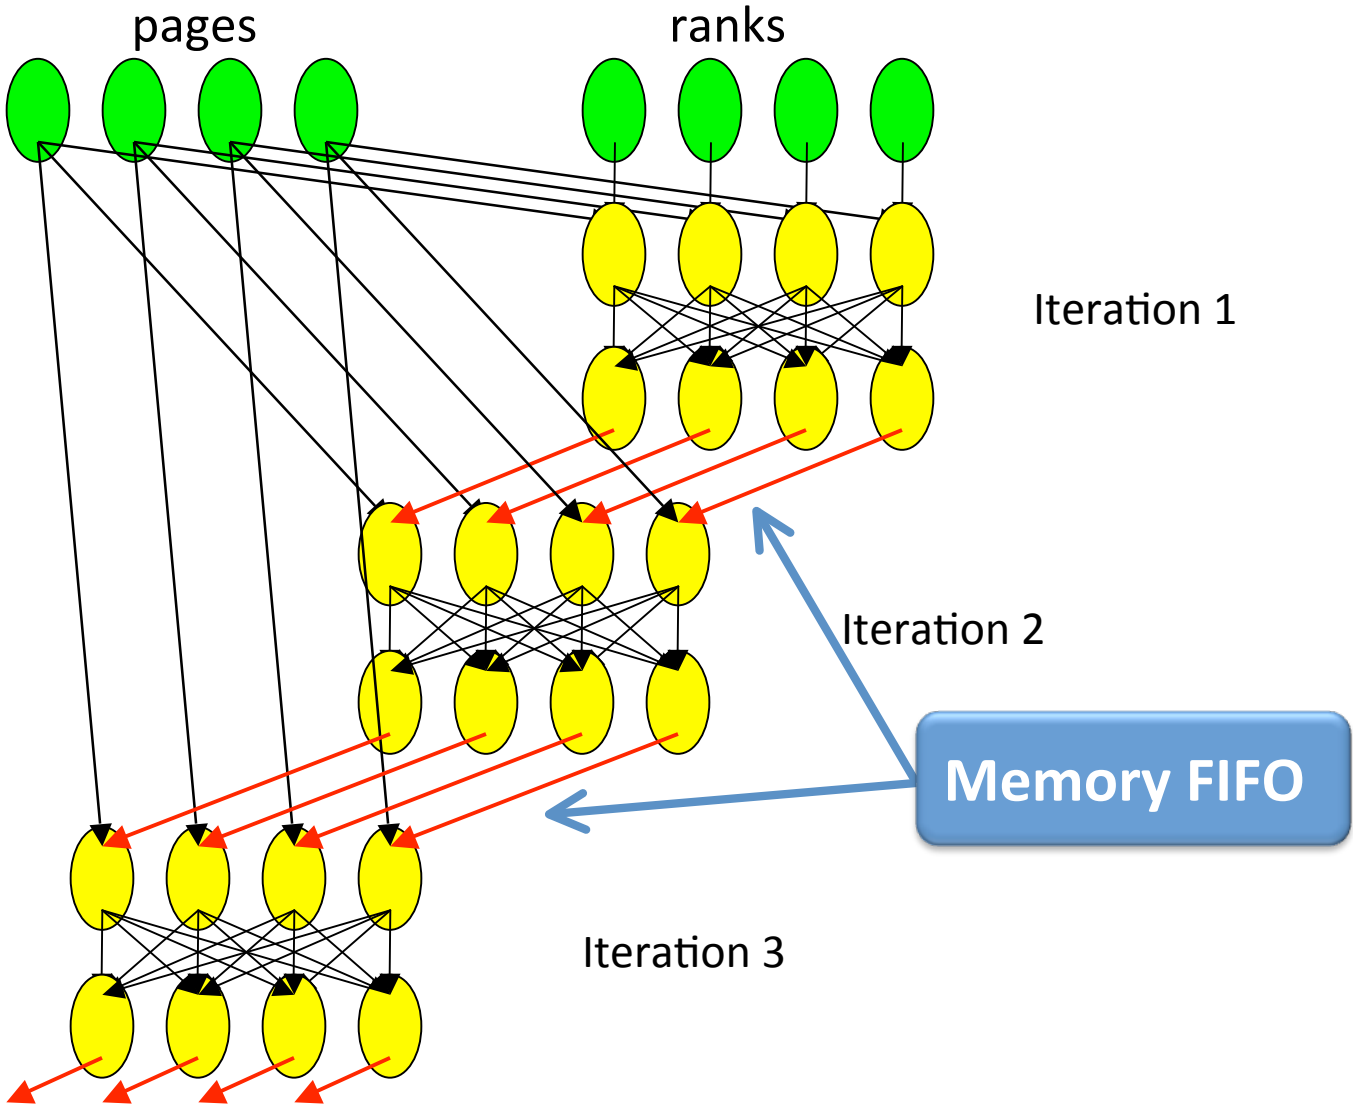 pages
ranks
Iteration 1
Iteration 2
Memory FIFO
Iteration 3